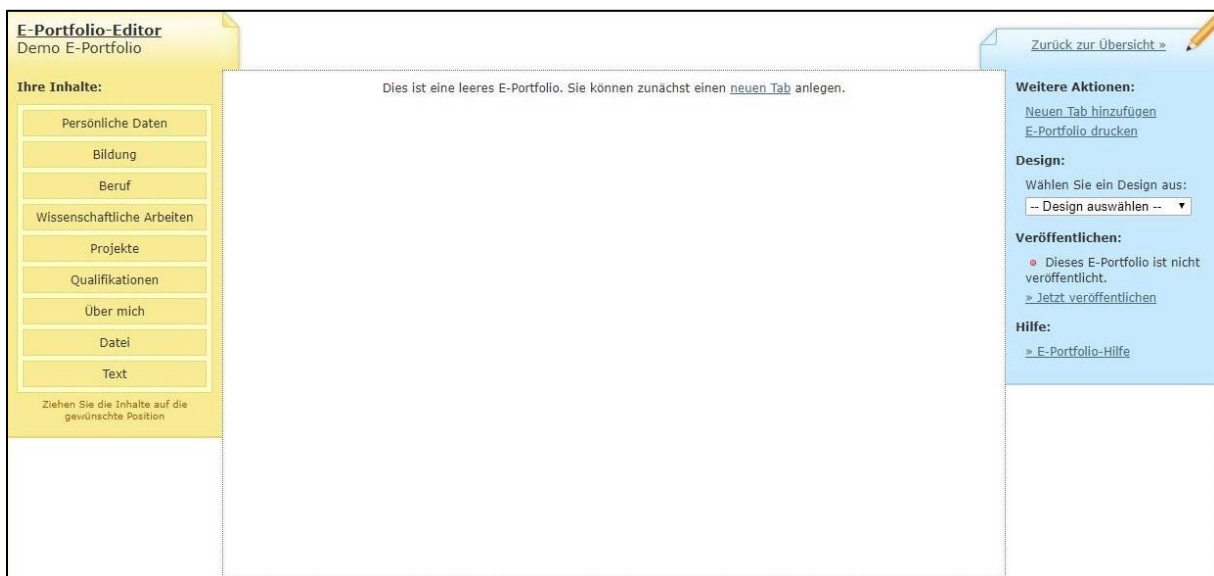 E-Portfolio-Editor
Demo E-Portfolio
Ihre Inhalte:
Persönliche Daten
Bildung
Beruf
Wissenschaftliche Arbeiten
Projekte
Qualifikationen
Über mich
Datei
Text
Ziehen Sie die Inhalte auf die
gewünschte Position
Dies ist eine leeres E-Portfolio. Sie können zunächst einen neuen Tab anlegen.
Zurück zur Übersicht »
Weitere Aktionen:
Neuen Tab hinzufügen
E-Portfolio drucken
Design:
Wählen Sie ein Design aus:
-- Design auswählen --
Veröffentlichen:
Dieses E-Portfolio ist nicht
veröffentlicht.
» Jetzt veröffentlichen
Hilfe:
» E-Portfolio-Hilfe